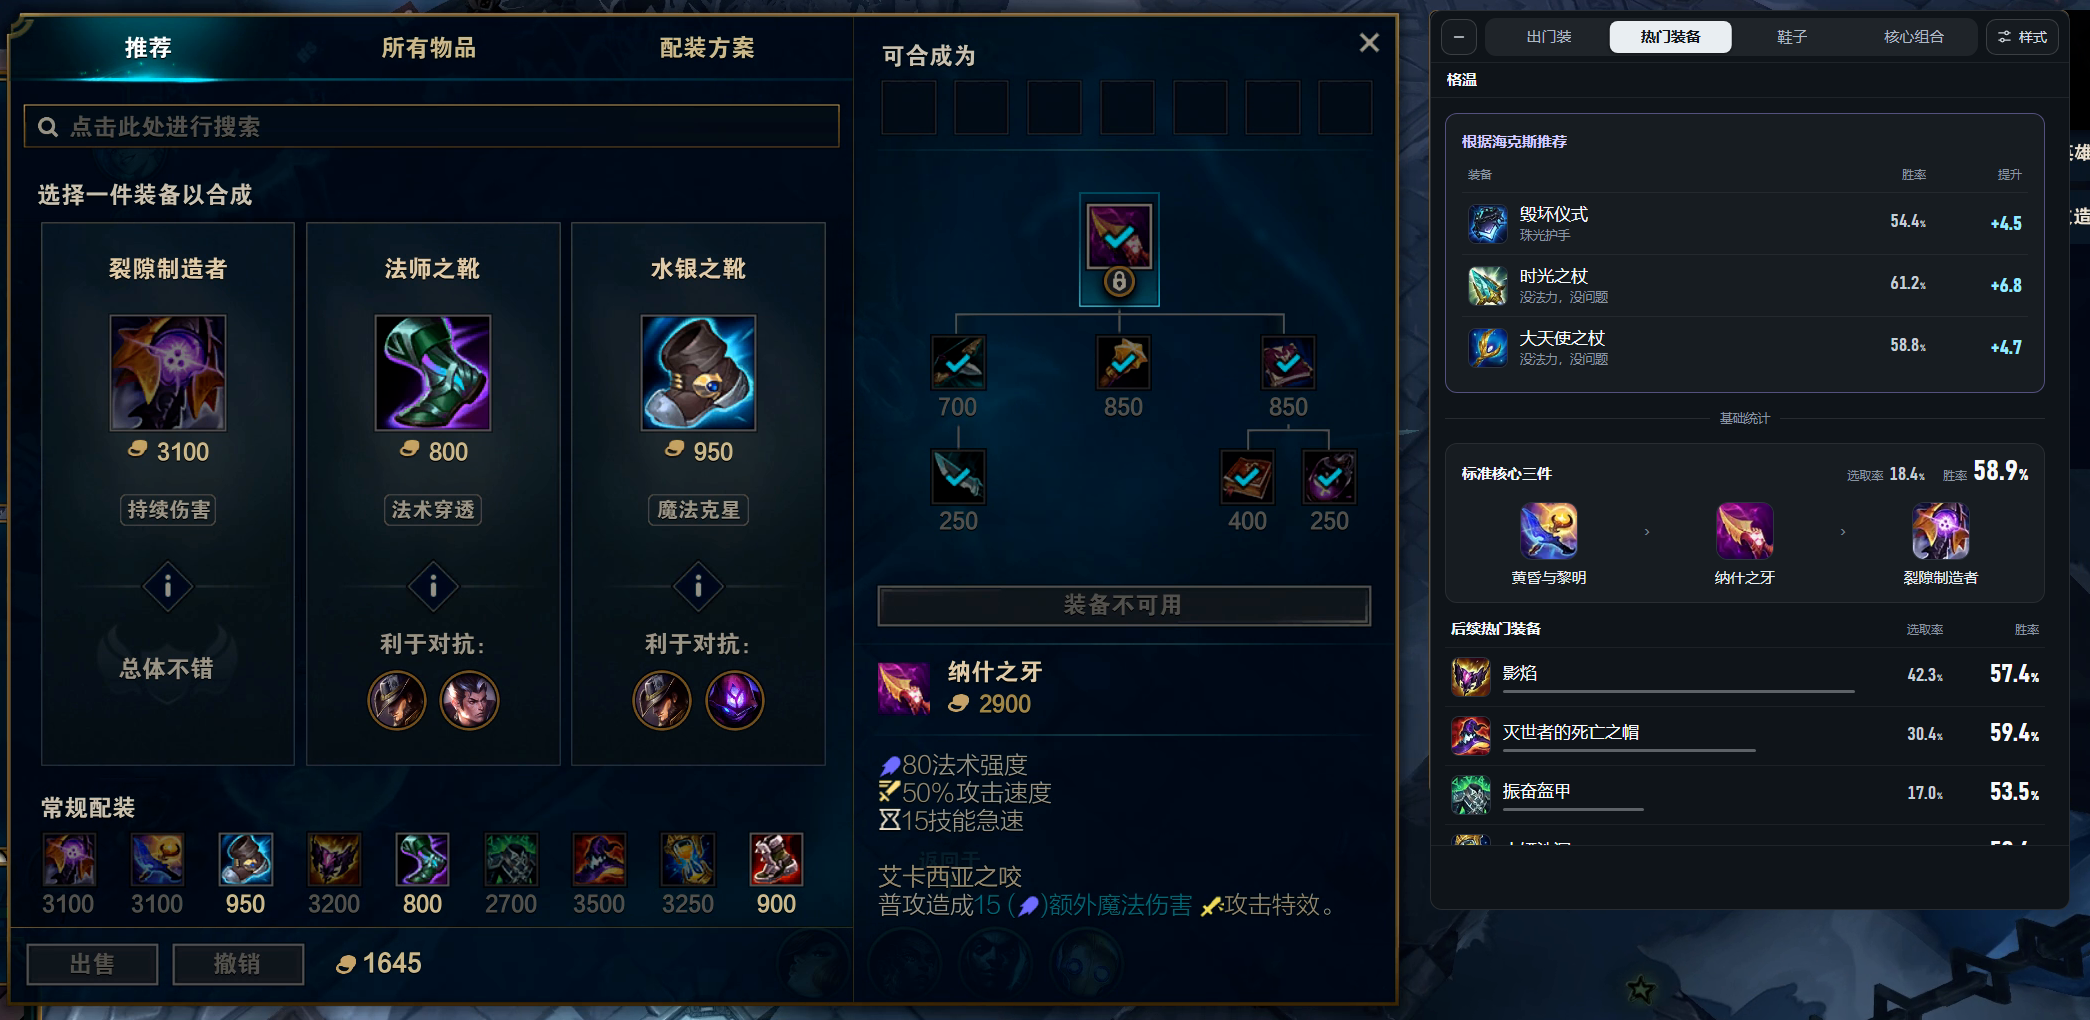 推荐
所有物品
配装方案
点击此处进行搜索
选择一件装备以合成
裂隙制造者
3100
持续伤害
总体不错
法师之靴
800
法术穿透
利于对抗：
水银之靴
950
魔法克星
利于对抗：
常规配装
3100 3100 950 3200 800 2700 3500 3250 900
出售
撤销
1645
可合成为
700 850 850
250 400 250
装备不可用
纳什之牙
2900
80法术强度
50%攻击速度
15技能急速
返回于
艾卡西亚之咬
普攻造成15 ( )额外魔法伤害 攻击特效。
出门装
热门装备
鞋子
核心组合
样式
格温
根据海克斯推荐
装备 胜率 提升
毁坏仪式 54.4% +4.5
珠光护手
时光之杖 61.2% +6.8
没法力，没问题
大天使之杖 58.8% +4.7
没法力，没问题
基础统计
标准核心三件 选取率 18.4% 胜率 58.9%
黄昏与黎明 纳什之牙 裂隙制造者
后续热门装备 选取率 胜率
影焰 42.3% 57.4%
灭世者的死亡之帽 30.4% 59.4%
振奋盔甲 17.0% 53.5%
雄
造